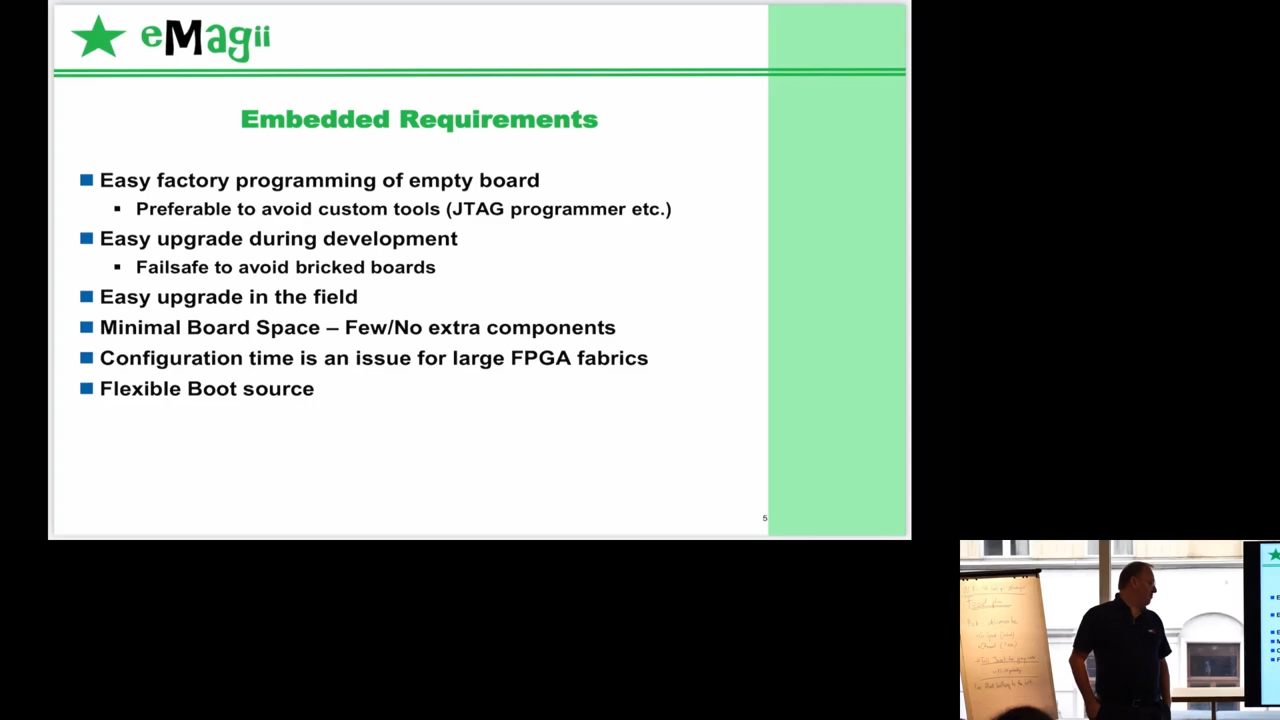 eMagii
Embedded Requirements
Easy factory programming of empty board
Preferable to avoid custom tools (JTAG programmer etc.)
Easy upgrade during development
Failsafe to avoid bricked boards
Easy upgrade in the field
Minimal Board Space – Few/No extra components
Configuration time is an issue for large FPGA fabrics
Flexible Boot source
5